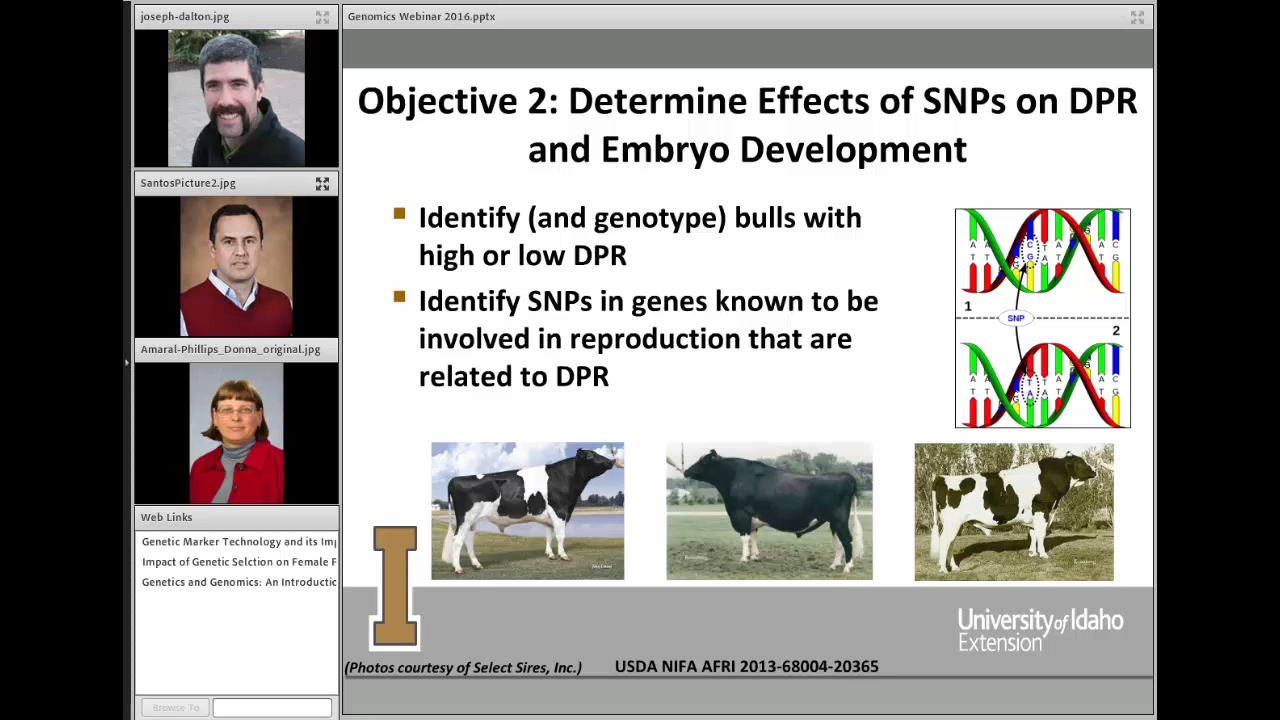 joseph-dalton.jpg
SantosPicture2.jpg
Amaral-Phillips_Donna_original.jpg
Web Links
Genetic Marker Technology and its Im
Impact of Genetic Selction on Female F
Genetics and Genomics: An Introductic
Browse To
Genomics Webinar 2016.pptx
Objective 2: Determine Effects of SNPs on DPR
and Embryo Development
Identify (and genotype) bulls with
high or low DPR
Identify SNPs in genes known to be
involved in reproduction that are
related to DPR
1
SNP
2
I
University of Idaho
Extension
(Photos courtesy of Select Sires, Inc.)
USDA NIFA AFRI 2013-68004-20365